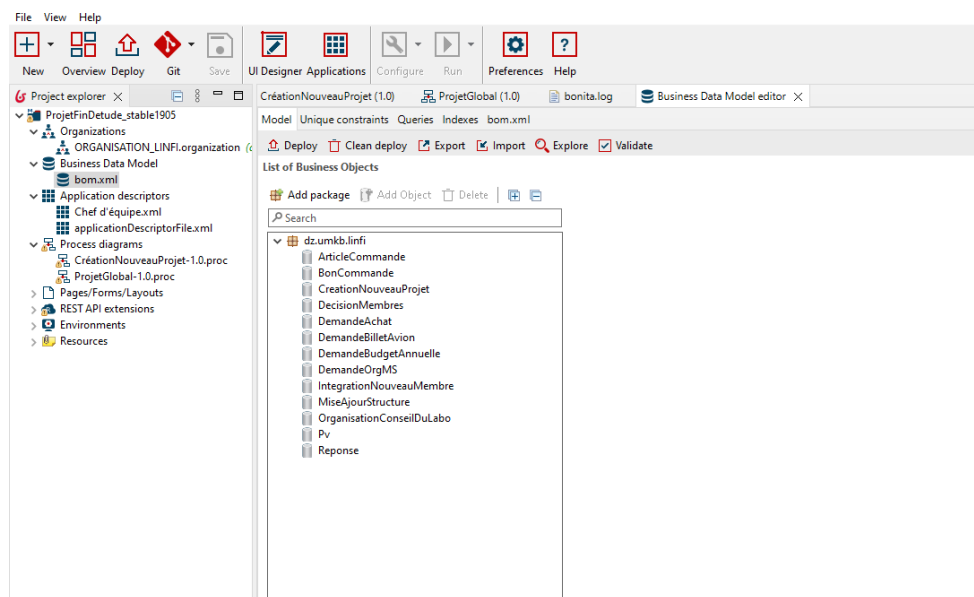 File View Help
New Overview Deploy Git Save UI Designer Applications Configure Run Preferences Help
Project explorer
CréationNouveauProjet (1.0) ProjetGlobal (1.0) bonita.log Business Data Model editor
ProjetFinDetude_stable1905
Organizations
ORGANISATION_LINFI.organization
Business Data Model
bom.xml
Application descriptors
Chef d'équipe.xml
applicationDescriptorFile.xml
Process diagrams
CréationNouveauProjet-1.0.proc
ProjetGlobal-1.0.proc
Pages/Forms/Layouts
REST API extensions
Environments
Resources
Model Unique constraints Queries Indexes bom.xml
Deploy Clean deploy Export Import Explore Validate
List of Business Objects
Add package Add Object Delete
Search
dz.umkb.linfi
ArticleCommande
BonCommande
CreationNouveauProjet
DecisionMembres
DemandeAchat
DemandeBilletAvion
DemandeBudgetAnnuelle
DemandeOrgMS
IntegrationNouveauMembre
MiseAjourStructure
OrganisationConseilDuLabo
Pv
Reponse